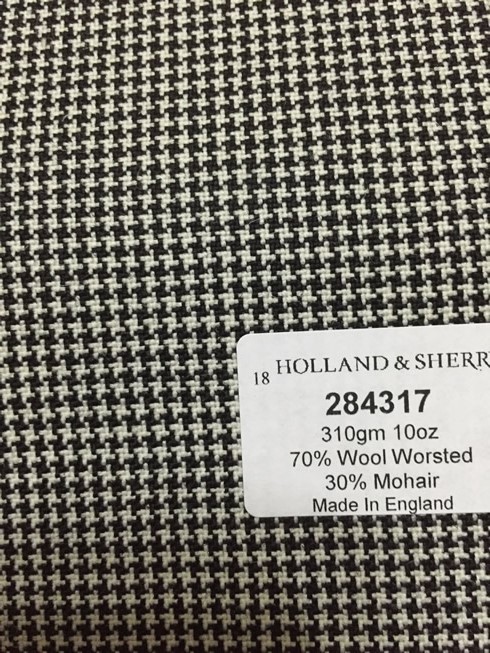 18 HOLLAND & SHERR
284317
310gm 10oz
70% Wool Worsted
30% Mohair
Made In England